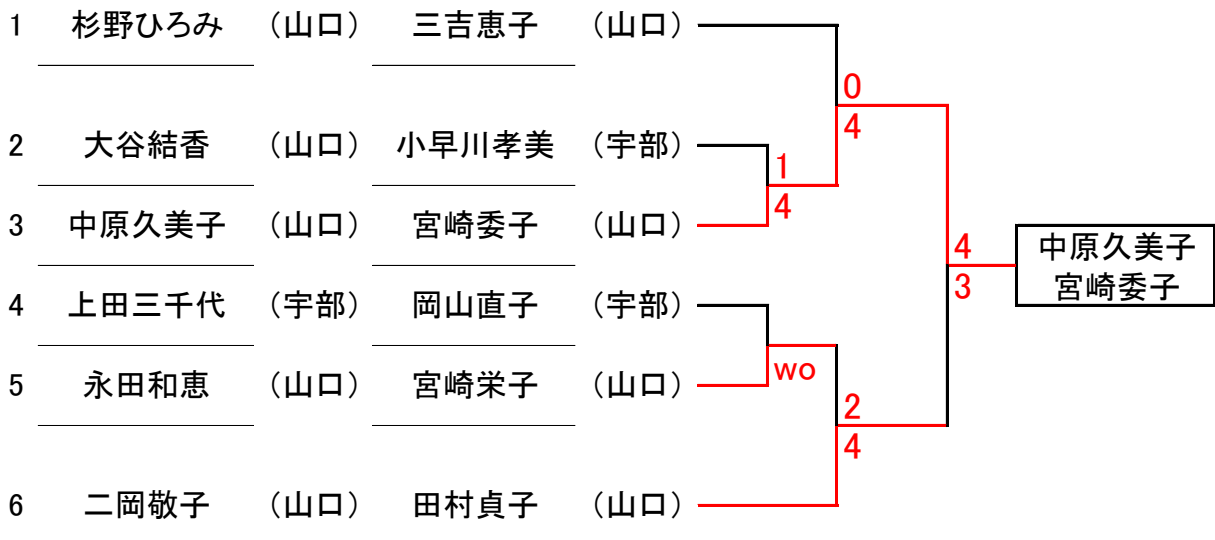 1 杉野ひろみ （山口） 三吉恵子 （山口）
0
4
2 大谷結香 （山口） 小早川孝美 （宇部）
1
4
3 中原久美子 （山口） 宮崎委子 （山口）
4
3
中原久美子
宮崎委子
4 上田三千代 （宇部） 岡山直子 （宇部）
wo
5 永田和恵 （山口） 宮崎栄子 （山口）
2
4
6 二岡敬子 （山口） 田村貞子 （山口）